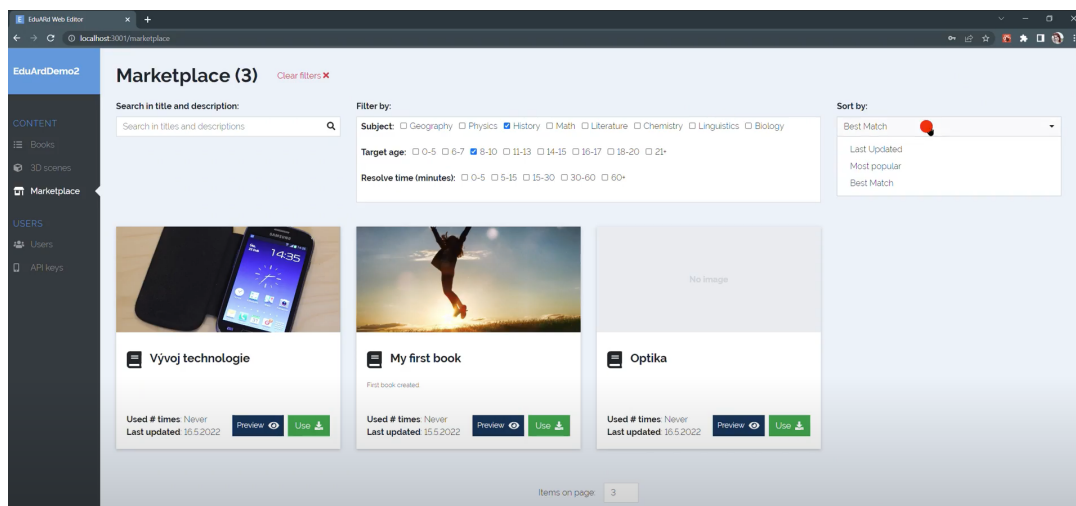 EduARd Web Editor
localhost:3001/marketplace
EduArdDemo2
CONTENT
Books
3D scenes
Marketplace
USERS
Users
API keys
Marketplace (3) Clear filters
Search in title and description:
Search in titles and descriptions
Filter by:
Subject: Geography Physics History Math Literature Chemistry Linguistics Biology
Target age: 0-5 6-7 8-10 11-13 14-15 16-17 18-20 21+
Resolve time (minutes): 0-5 5-15 15-30 30-60 60+
Sort by:
Best Match
Last Updated
Most popular
Best Match
SAMSUNG
14:35
Vývoj technologie
Used # times: Never
Last updated: 16.5.2022
Preview Use
My first book
First book created
Used # times: Never
Last updated: 15.5.2022
Preview Use
No image
Optika
Used # times: Never
Last updated: 16.5.2022
Preview Use
Items on page: 3